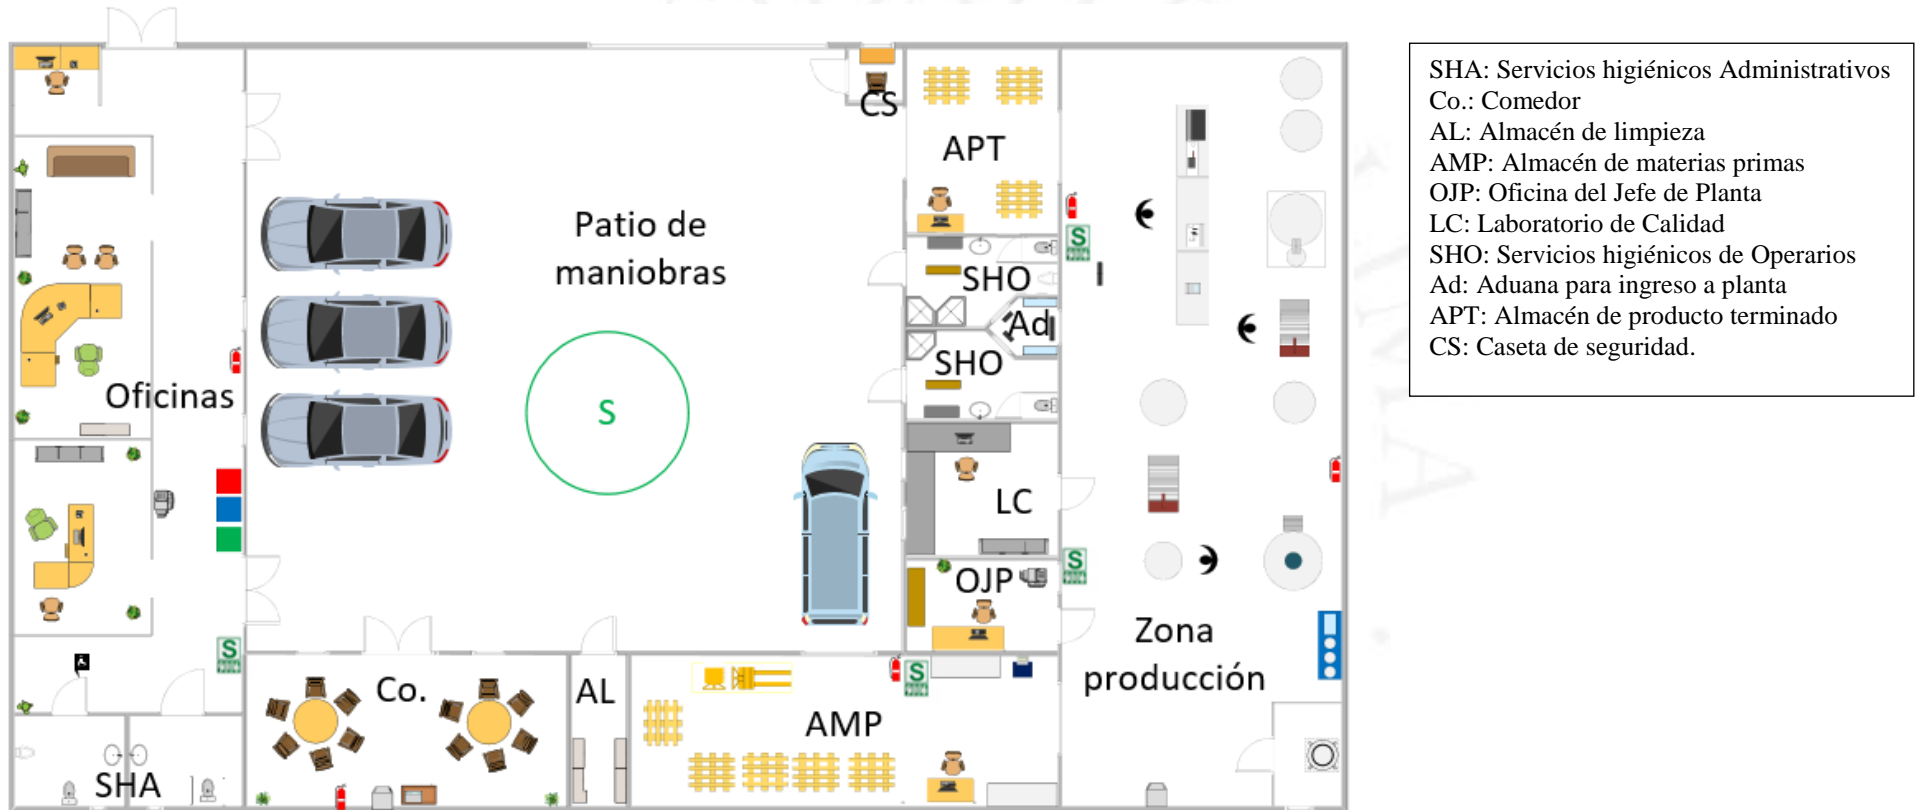 CS
APT
Patio de
maniobras
S
SHO
Ad
SHO
Oficinas
S
LC
S
OJP
Zona
producción
S
S
Co.
AL
AMP
SHA
SHA: Servicios higiénicos Administrativos
Co.: Comedor
AL: Almacén de limpieza
AMP: Almacén de materias primas
OJP: Oficina del Jefe de Planta
LC: Laboratorio de Calidad
SHO: Servicios higiénicos de Operarios
Ad: Aduana para ingreso a planta
APT: Almacén de producto terminado
CS: Caseta de seguridad.